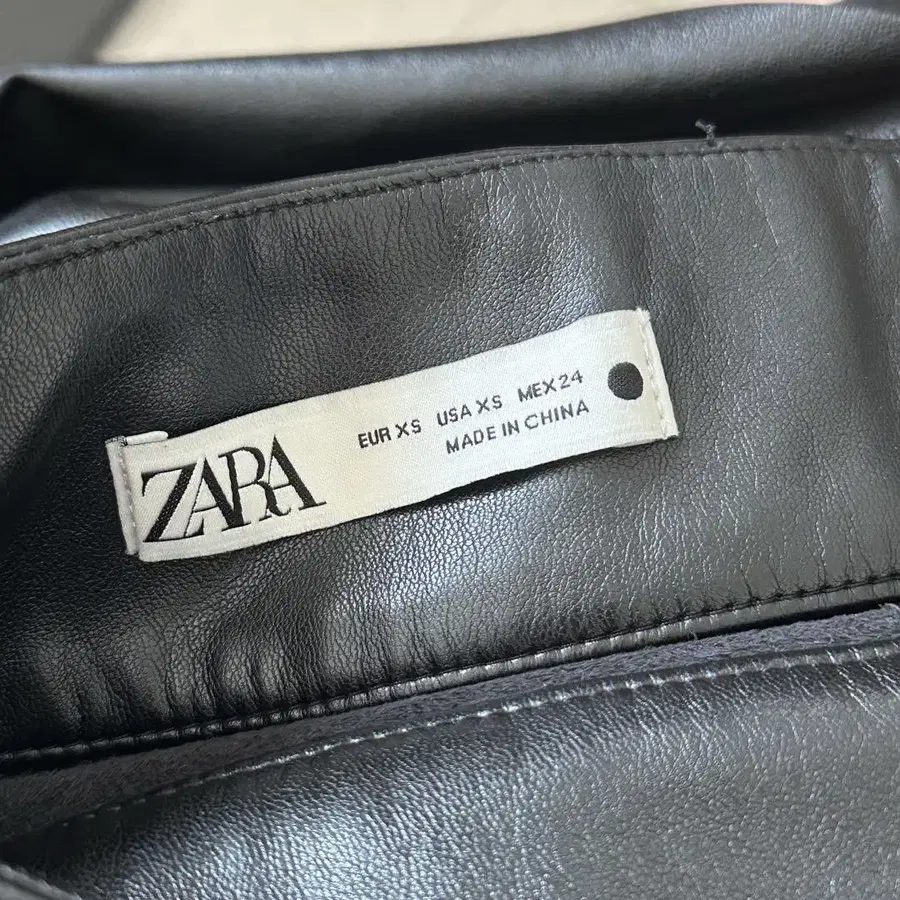 ZARA
EUR XS USA XS MEX 24
MADE IN CHINA